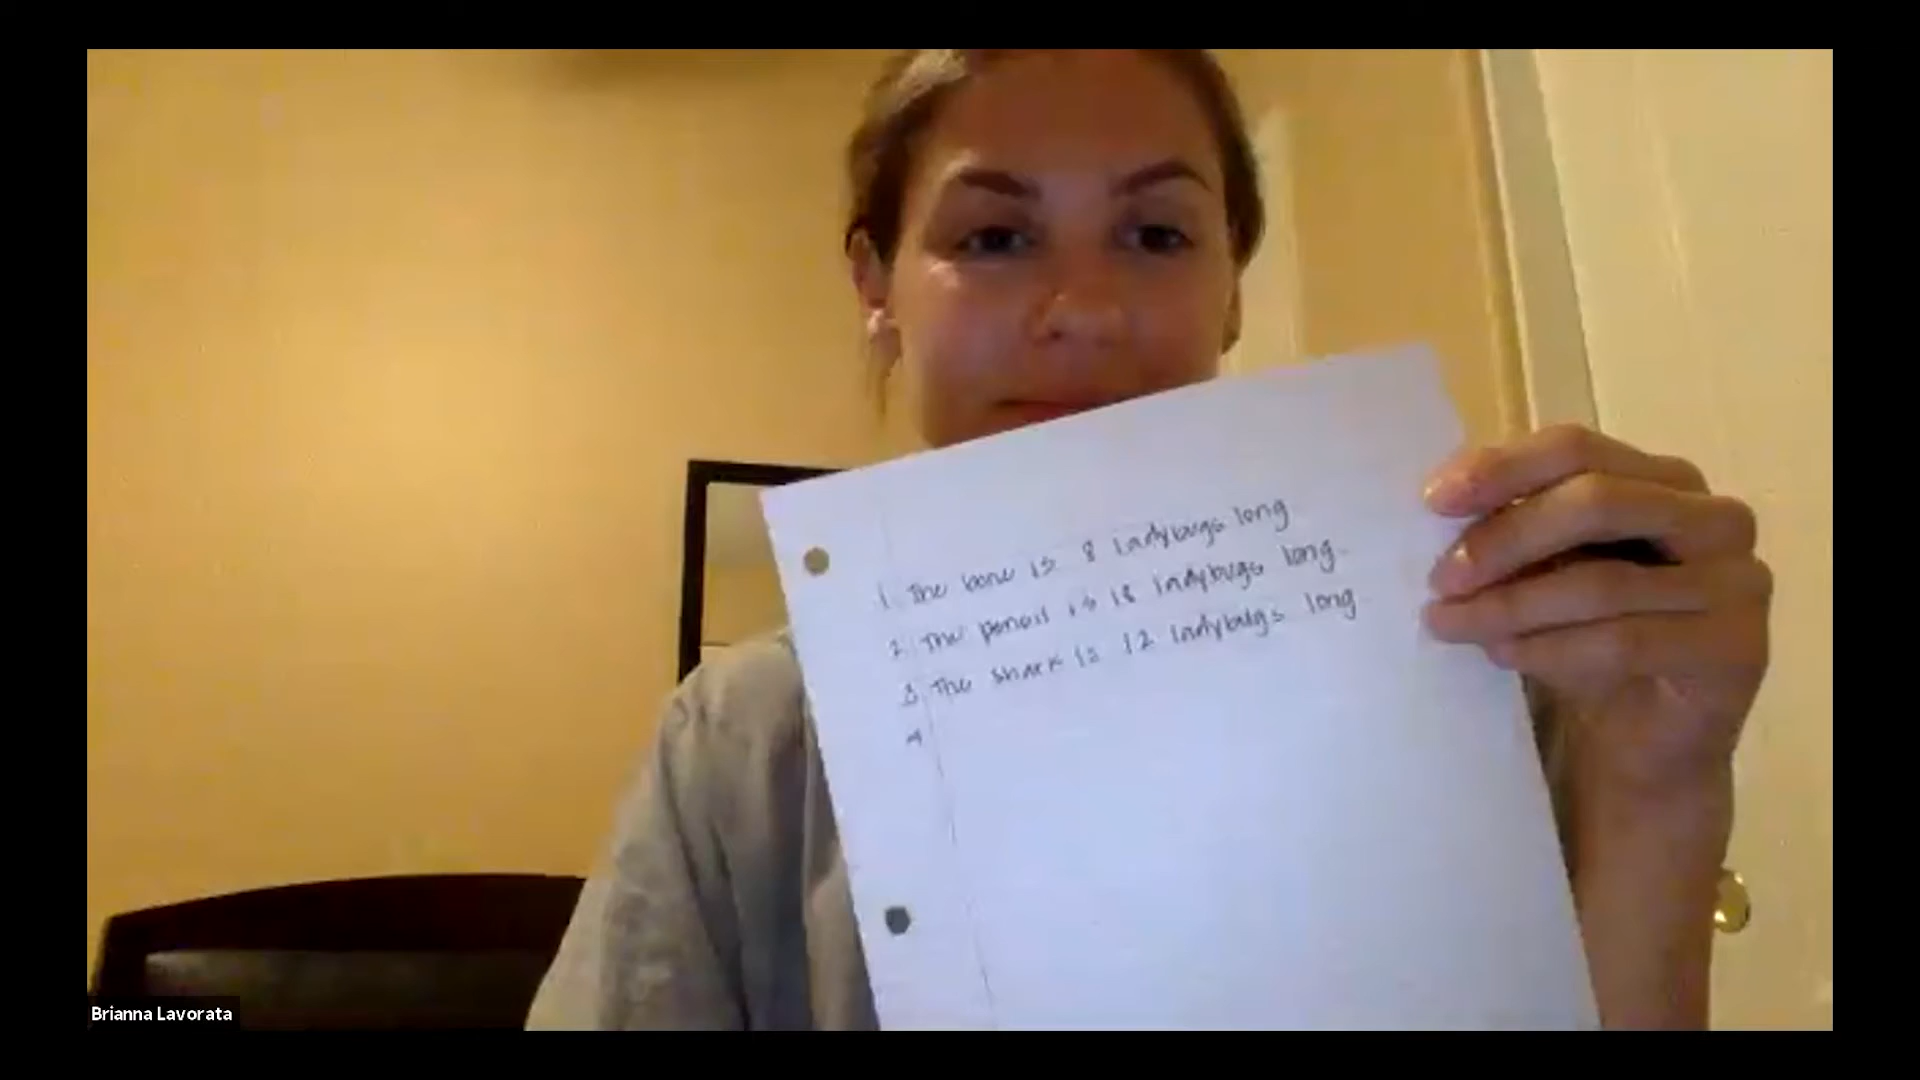 1. The bone is 8 ladybugs long
2. The pencil is 18 ladybugs long.
3. The shark is 12 ladybugs long.
4
Brianna Lavorata